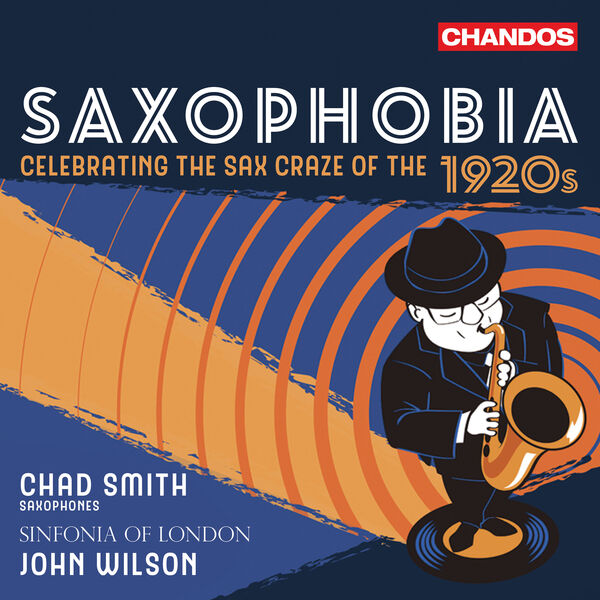 CHANDOS
SAXOPHOBIA
CELEBRATING THE SAX CRAZE OF THE 1920s
CHAD SMITH
SAXOPHONES
SINFONIA OF LONDON
JOHN WILSON